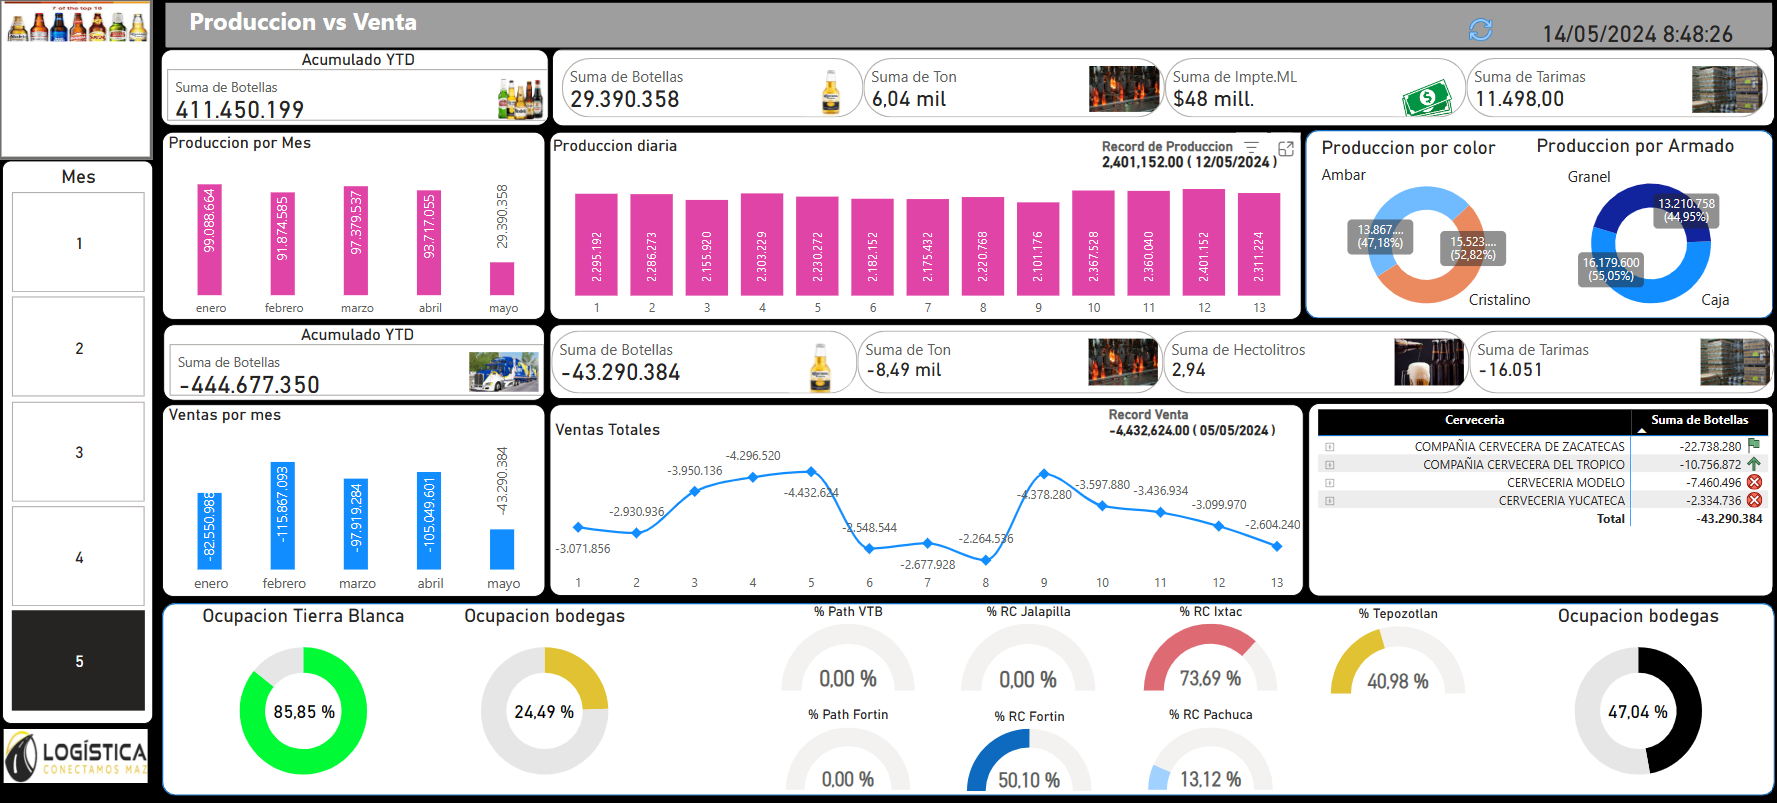 7 of the top 10
Produccion vs Venta
14/05/2024 8:48:26
Acumulado YTD
Suma de Botellas
411.450.199
Suma de Botellas
29.390.358
Suma de Ton
6,04 mil
Suma de Impte.ML
$48 mill.
Suma de Tarimas
11.498,00
Mes
1
2
3
4
5
LOGÍSTICA
CONECTAMOS MAZ
Produccion por Mes
99.088.664
91.874.585
97.379.537
93.717.055
29.390.358
enero
febrero
marzo
abril
mayo
Produccion diaria
Record de Produccion
2,401,152.00 ( 12/05/2024 )
2.295.192
2.286.273
2.155.920
2.303.229
2.230.272
2.182.152
2.175.432
2.220.768
2.101.176
2.367.528
2.360.040
2.401.152
2.311.224
1
2
3
4
5
6
7
8
9
10
11
12
13
Produccion por color
Ambar
13.867....
(47,18%)
15.523....
(52,82%)
Cristalino
Produccion por Armado
Granel
13.210.758
(44,95%)
16.179.600
(55,05%)
Caja
Acumulado YTD
Suma de Botellas
-444.677.350
Suma de Botellas
-43.290.384
Suma de Ton
-8,49 mil
Suma de Hectolitros
2,94
Suma de Tarimas
-16.051
Ventas por mes
-82.550.988
-115.867.093
-97.919.284
-105.049.601
-43.290.384
enero
febrero
marzo
abril
mayo
Ventas Totales
Record Venta
-4,432,624.00 ( 05/05/2024 )
-3.071.856
-2.930.936
-3.950.136
-4.296.520
-4.432.624
-2.548.544
-2.677.928
-2.264.536
-4.378.280
-3.597.880
-3.436.934
-3.099.970
-2.604.240
1
2
3
4
5
6
7
8
9
10
11
12
13
Cerveceria Suma de Botellas
COMPAÑIA CERVECERA DE ZACATECAS -22.738.280
COMPAÑIA CERVECERA DEL TROPICO -10.756.872
CERVECERIA MODELO -7.460.496
CERVECERIA YUCATECA -2.334.736
Total -43.290.384
Ocupacion Tierra Blanca
85,85 %
Ocupacion bodegas
24,49 %
% Path VTB
0,00 %
% RC Jalapilla
0,00 %
% RC Ixtac
73,69 %
% Tepozotlan
40,98 %
% Path Fortin
0,00 %
% RC Fortin
50,10 %
% RC Pachuca
13,12 %
Ocupacion bodegas
47,04 %